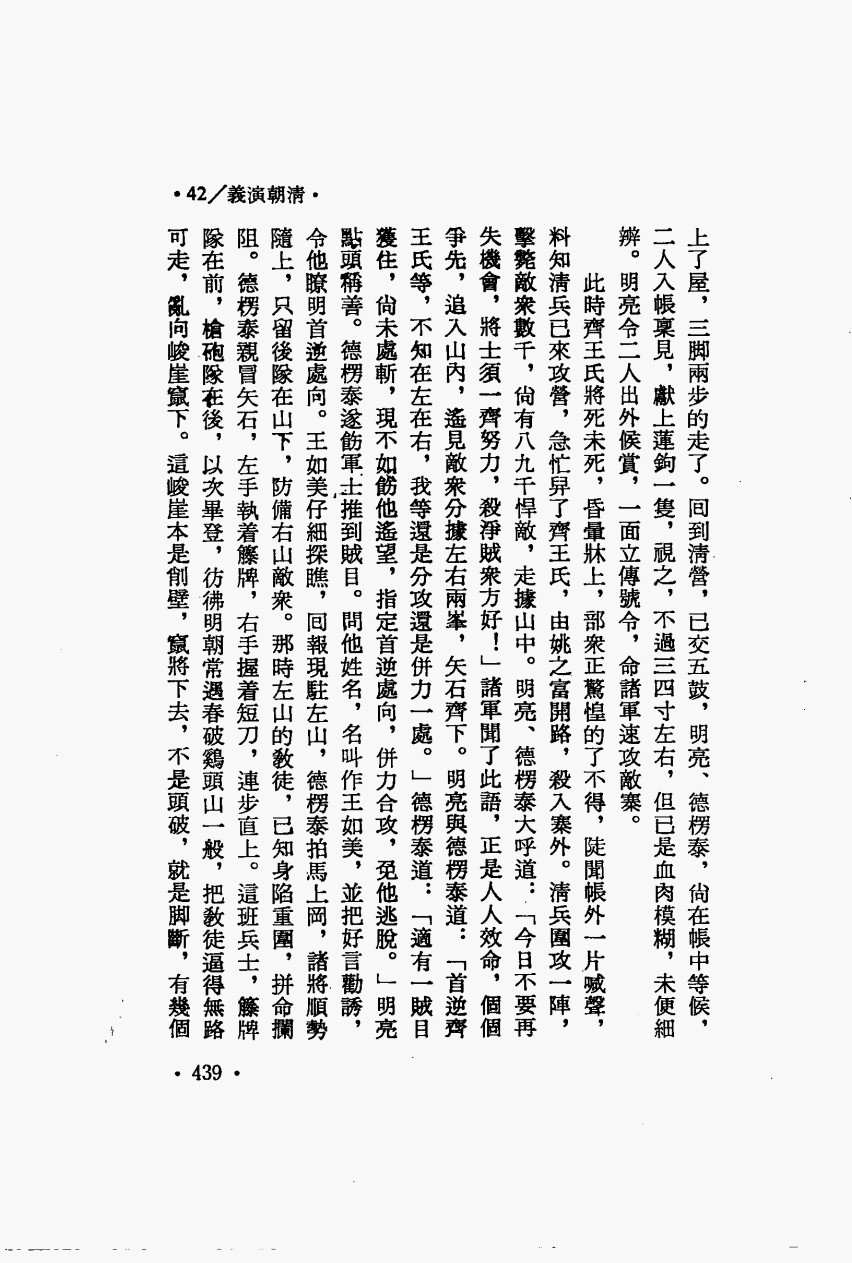 •42／義演朝清•
上了屋，三脚兩步的走了。囘到清營，已交五鼓，明亮、德楞泰，尙在帳中等候，
二人入帳稟見，獻上蓮鉤一隻，視之，不過三四寸左右，但已是血肉模糊，未便細
辨。明亮令二人出外候賞，一面立傳號令，命諸軍速攻敵寨。
此時齊王氏將死未死，昏暈牀上，部衆正驚惶的了不得，陡聞帳外一片喊聲，
料知淸兵已來攻營，急忙舁了齊王氏，由姚之富開路，殺入寨外。淸兵圍攻一陣，
擊斃敵衆數千，尙有八九千悍敵，走據山中。明亮、德楞泰大呼道：「今日不要再
失機會，將士須一齊努力，殺淨賊衆方好！」諸軍聞了此語，正是人人效命，個個
爭先，追入山內，遙見敵衆分據左右兩峯，矢石齊下。明亮與德楞泰道：「首逆齊
王氏等，不知在左在右，我等還是分攻還是併力一處。」德楞泰道：「適有一賊目
獲住，尙未處斬，現不如飭他遙望，指定首逆處向，併力合攻，免他逃脫。」明亮
點頭稱善。德楞泰遂飭軍士推到賊目。問他姓名，名叫作王如美，並把好言勸誘，
令他瞭明首逆處向。王如美仔細探瞧，囘報現駐左山，德楞泰拍馬上岡，諸將順勢
隨上，只留後隊在山下，防備右山敵衆。那時左山的敎徒，已知身陷重圍，拼命攔
阻。德楞泰親冒矢石，左手執着籐牌，右手握着短刀，連步直上。這班兵士，籐牌
隊在前，槍砲隊在後，以次畢登，彷彿明朝常遇春破鷄頭山一般，把敎徒逼得無路
可走，亂向峻崖竄下。這峻崖本是削壁，竄將下去，不是頭破，就是脚斷，有幾個
•439•